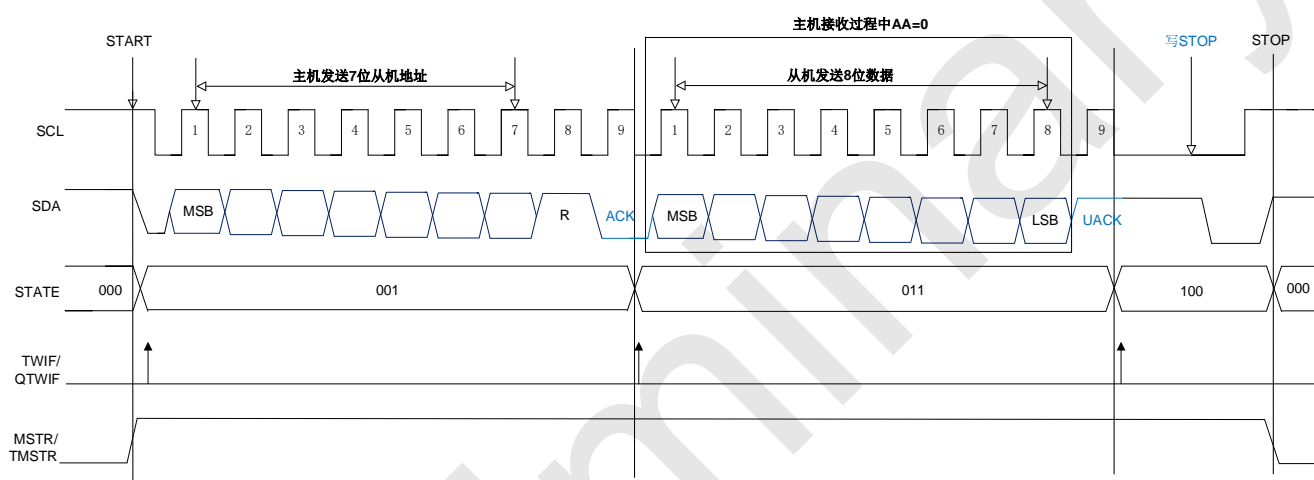 主机接收过程中AA=0
START
写STOP
STOP
主机发送7位从机地址
从机发送8位数据
SCL
1 2 3 4 5 6 7 8 9 1 2 3 4 5 6 7 8 9
SDA
MSB R ACK MSB LSB UACK
STATE
000 001 011 100 000
TWIF/
QTWIF
MSTR/
TMSTR